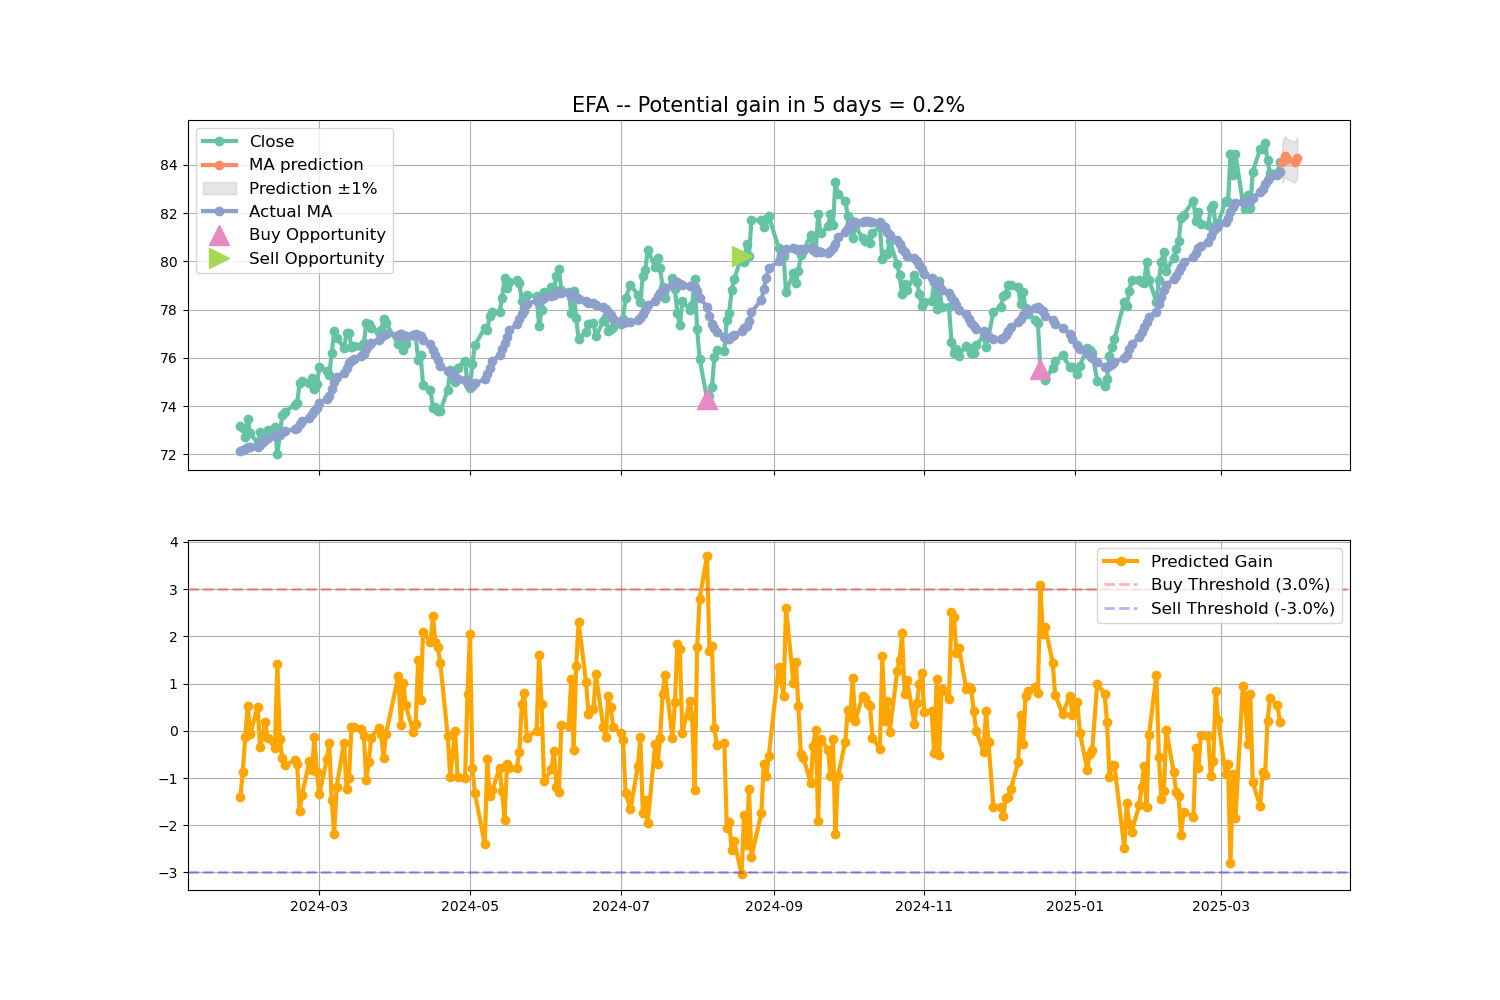 EFA -- Potential gain in 5 days = 0.2%
Close
MA prediction
Prediction ±1%
Actual MA
Buy Opportunity
Sell Opportunity
84
82
80
78
76
74
72
Predicted Gain
Buy Threshold (3.0%)
Sell Threshold (-3.0%)
4
3
2
1
0
−1
−2
−3
2024-03
2024-05
2024-07
2024-09
2024-11
2025-01
2025-03